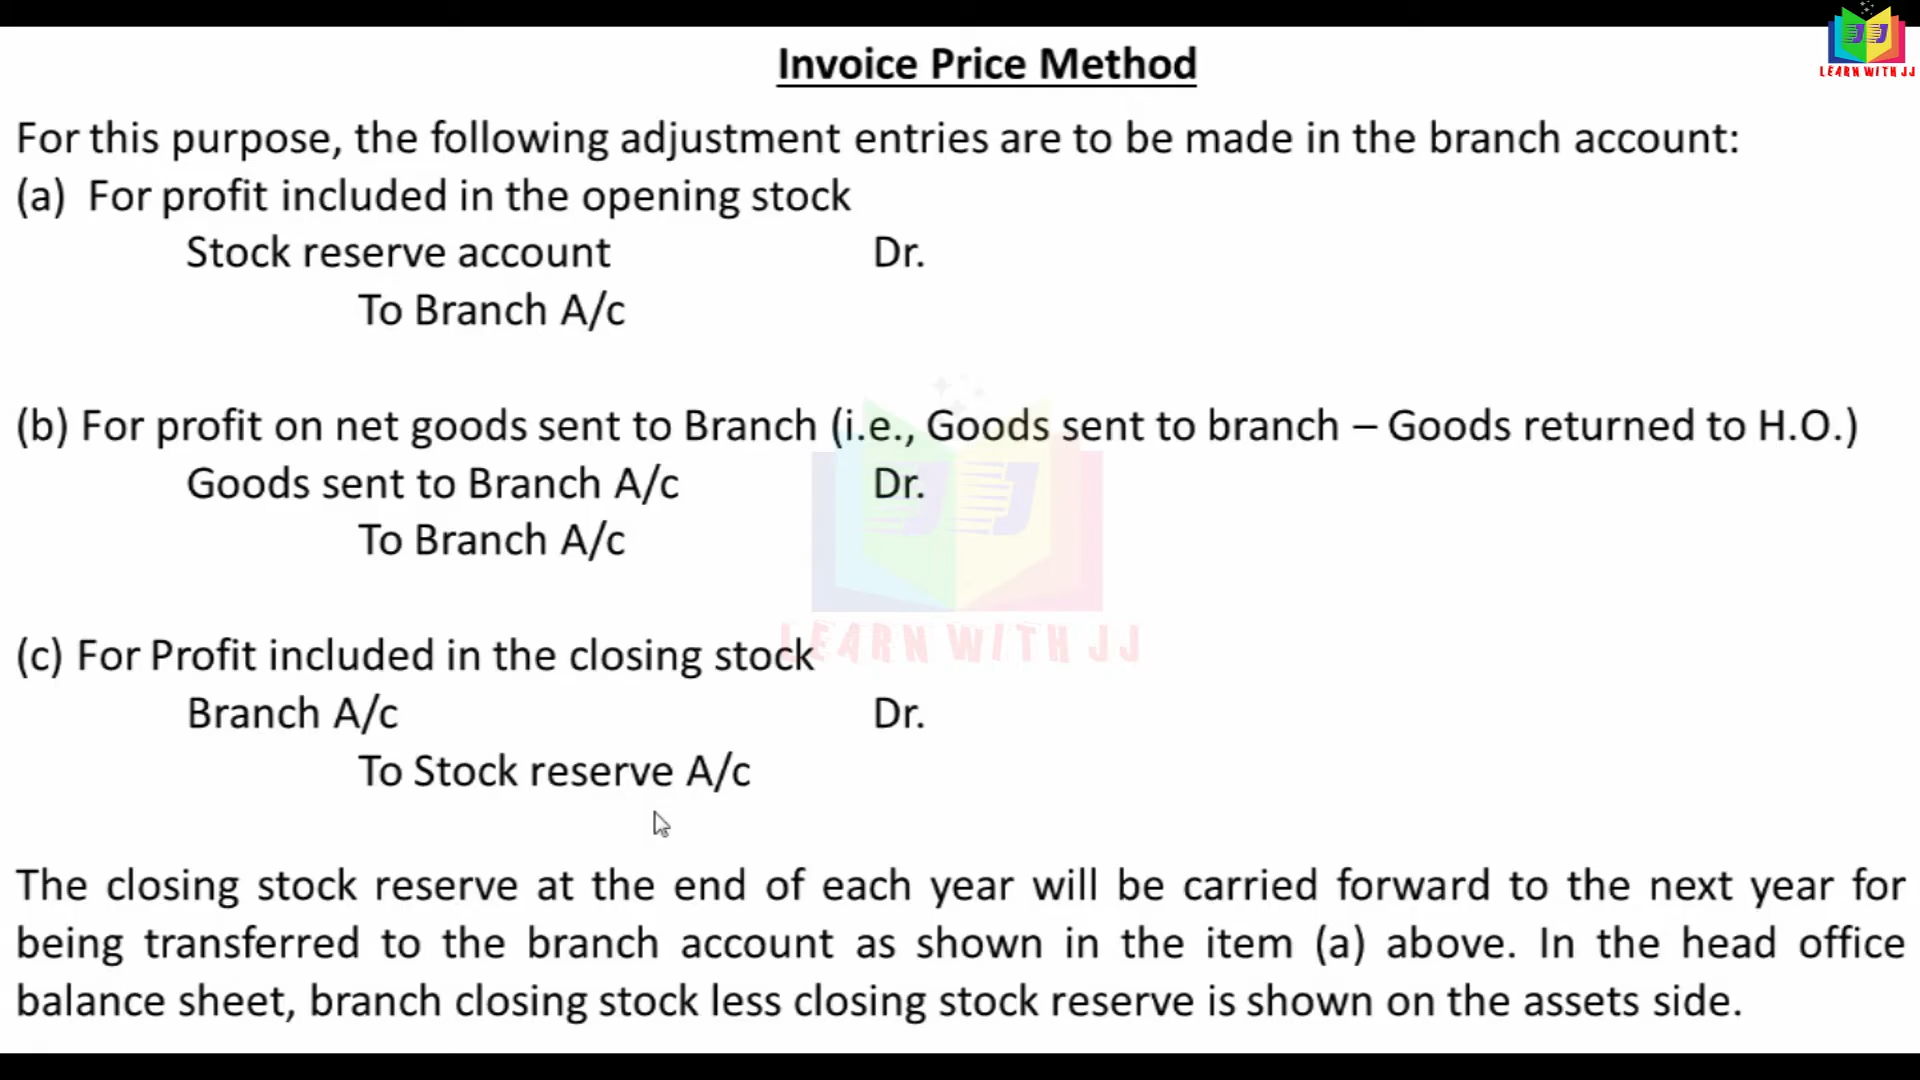 Invoice Price Method
LEARN WITH JJ
For this purpose, the following adjustment entries are to be made in the branch account:
(a) For profit included in the opening stock
Stock reserve account Dr.
To Branch A/c
(b) For profit on net goods sent to Branch (i.e., Goods sent to branch – Goods returned to H.O.)
Goods sent to Branch A/c Dr.
To Branch A/c
LEARN WITH JJ
(c) For Profit included in the closing stock
Branch A/c Dr.
To Stock reserve A/c
The closing stock reserve at the end of each year will be carried forward to the next year for
being transferred to the branch account as shown in the item (a) above. In the head office
balance sheet, branch closing stock less closing stock reserve is shown on the assets side.